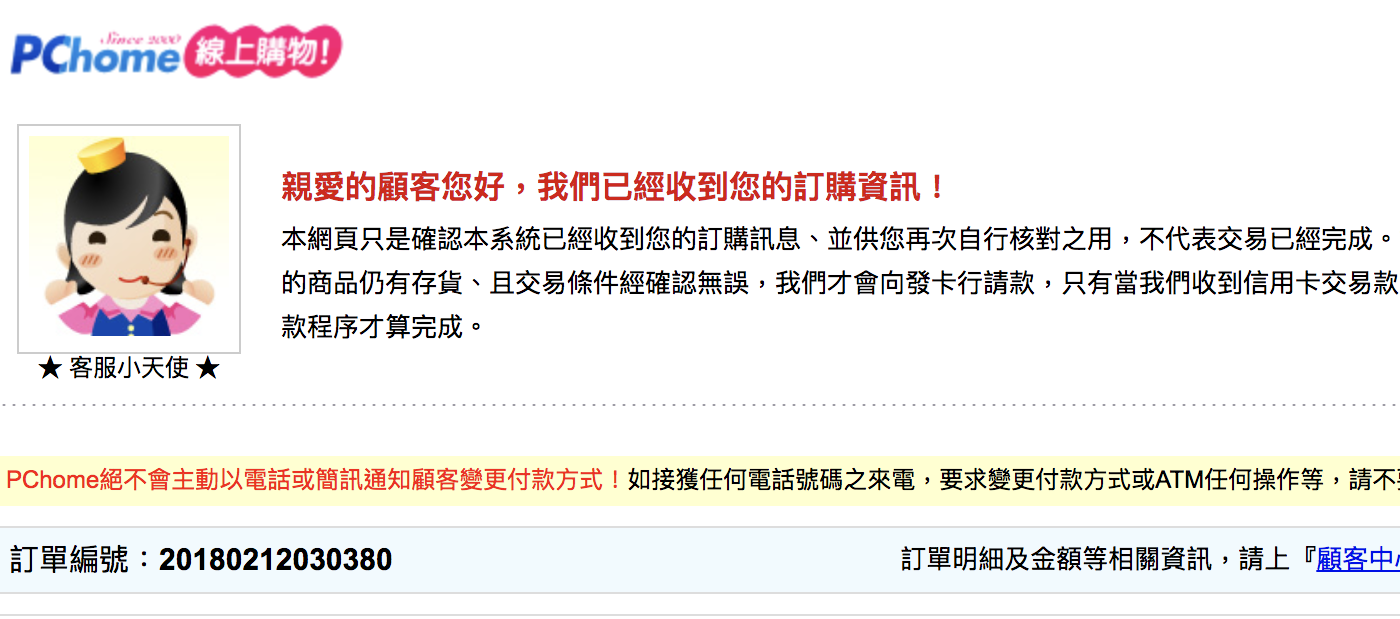 PChome Since 2000 線上購物!
親愛的顧客您好，我們已經收到您的訂購資訊！
本網頁只是確認本系統已經收到您的訂購訊息、並供您再次自行核對之用，不代表交易已經完成。
的商品仍有存貨、且交易條件經確認無誤，我們才會向發卡行請款，只有當我們收到信用卡交易款
款程序才算完成。
★ 客服小天使 ★
PChome絕不會主動以電話或簡訊通知顧客變更付款方式！如接獲任何電話號碼之來電，要求變更付款方式或ATM任何操作等，請不
訂單編號：20180212030380
訂單明細及金額等相關資訊，請上『顧客中